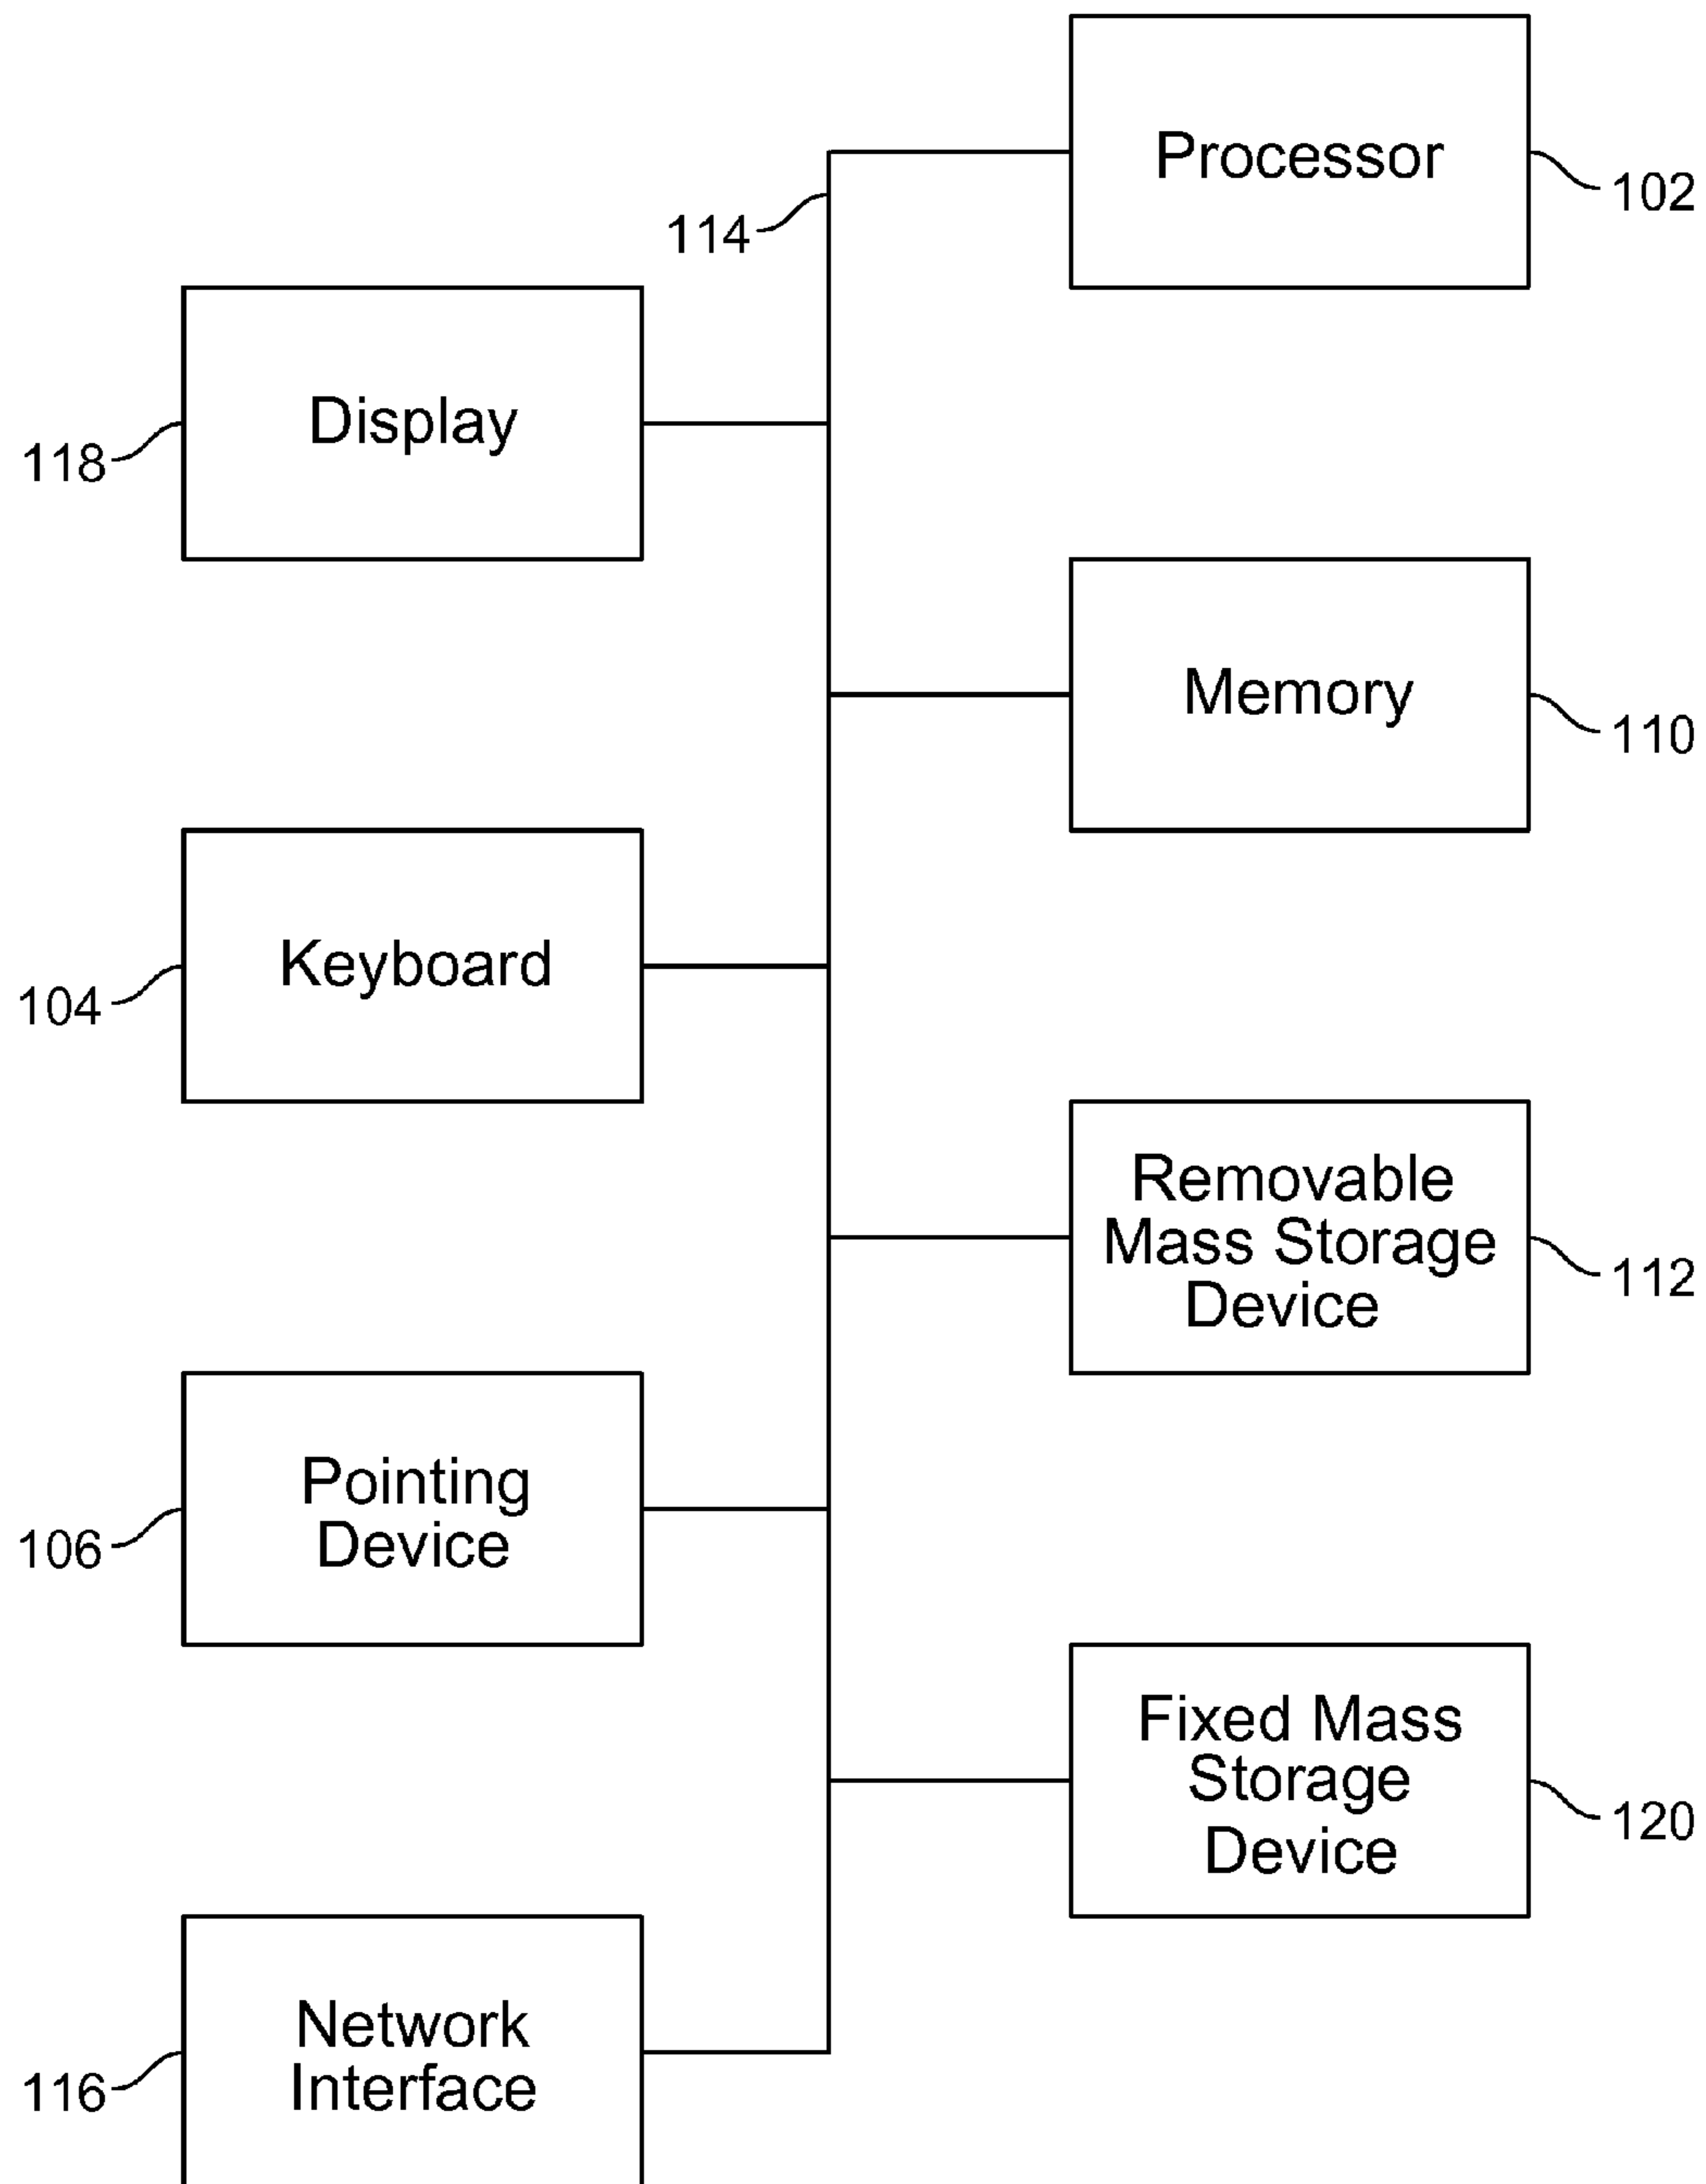 Processor
102
114
Display
118
Memory
110
Keyboard
104
Removable
Mass Storage
Device
112
Pointing
Device
106
Fixed Mass
Storage
Device
120
Network
Interface
116